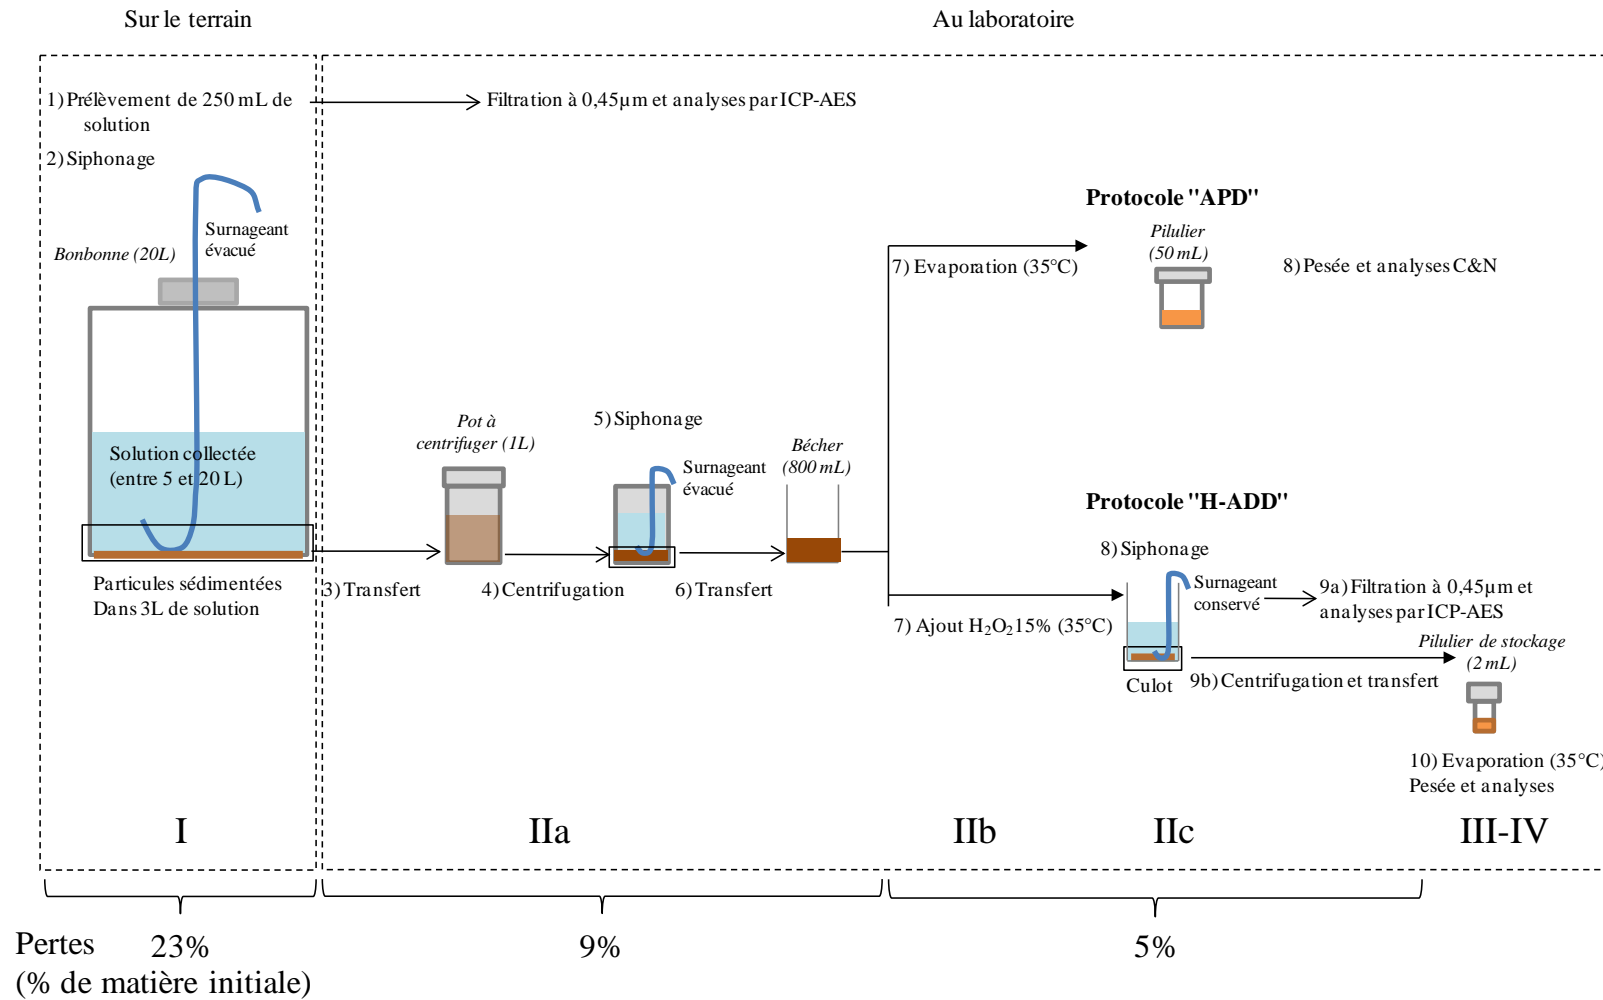 Sur le terrain
Au laboratoire
1) Prélèvement de 250 mL de
solution
Filtration à 0,45µm et analyses par ICP-AES
2) Siphonage
Surnageant
évacué
Bonbonne (20L)
Solution collectée
(entre 5 et 20 L)
Particules sédimentées
Dans 3L de solution
3) Transfert
Pot à
centrifuger (1L)
4) Centrifugation
5) Siphonage
Surnageant
évacué
6) Transfert
Bécher
(800 mL)
Protocole "APD"
7) Evaporation (35°C)
Pilulier
(50 mL)
8) Pesée et analyses C&N
Protocole "H-ADD"
7) Ajout H₂O₂ 15% (35°C)
8) Siphonage
Surnageant
conservé
Culot
9a) Filtration à 0,45µm et
analyses par ICP-AES
9b) Centrifugation et transfert
Pilulier de stockage
(2 mL)
10) Evaporation (35°C)
Pesée et analyses
I
IIa
IIb
IIc
III-IV
Pertes
(% de matière initiale)
23%
9%
5%